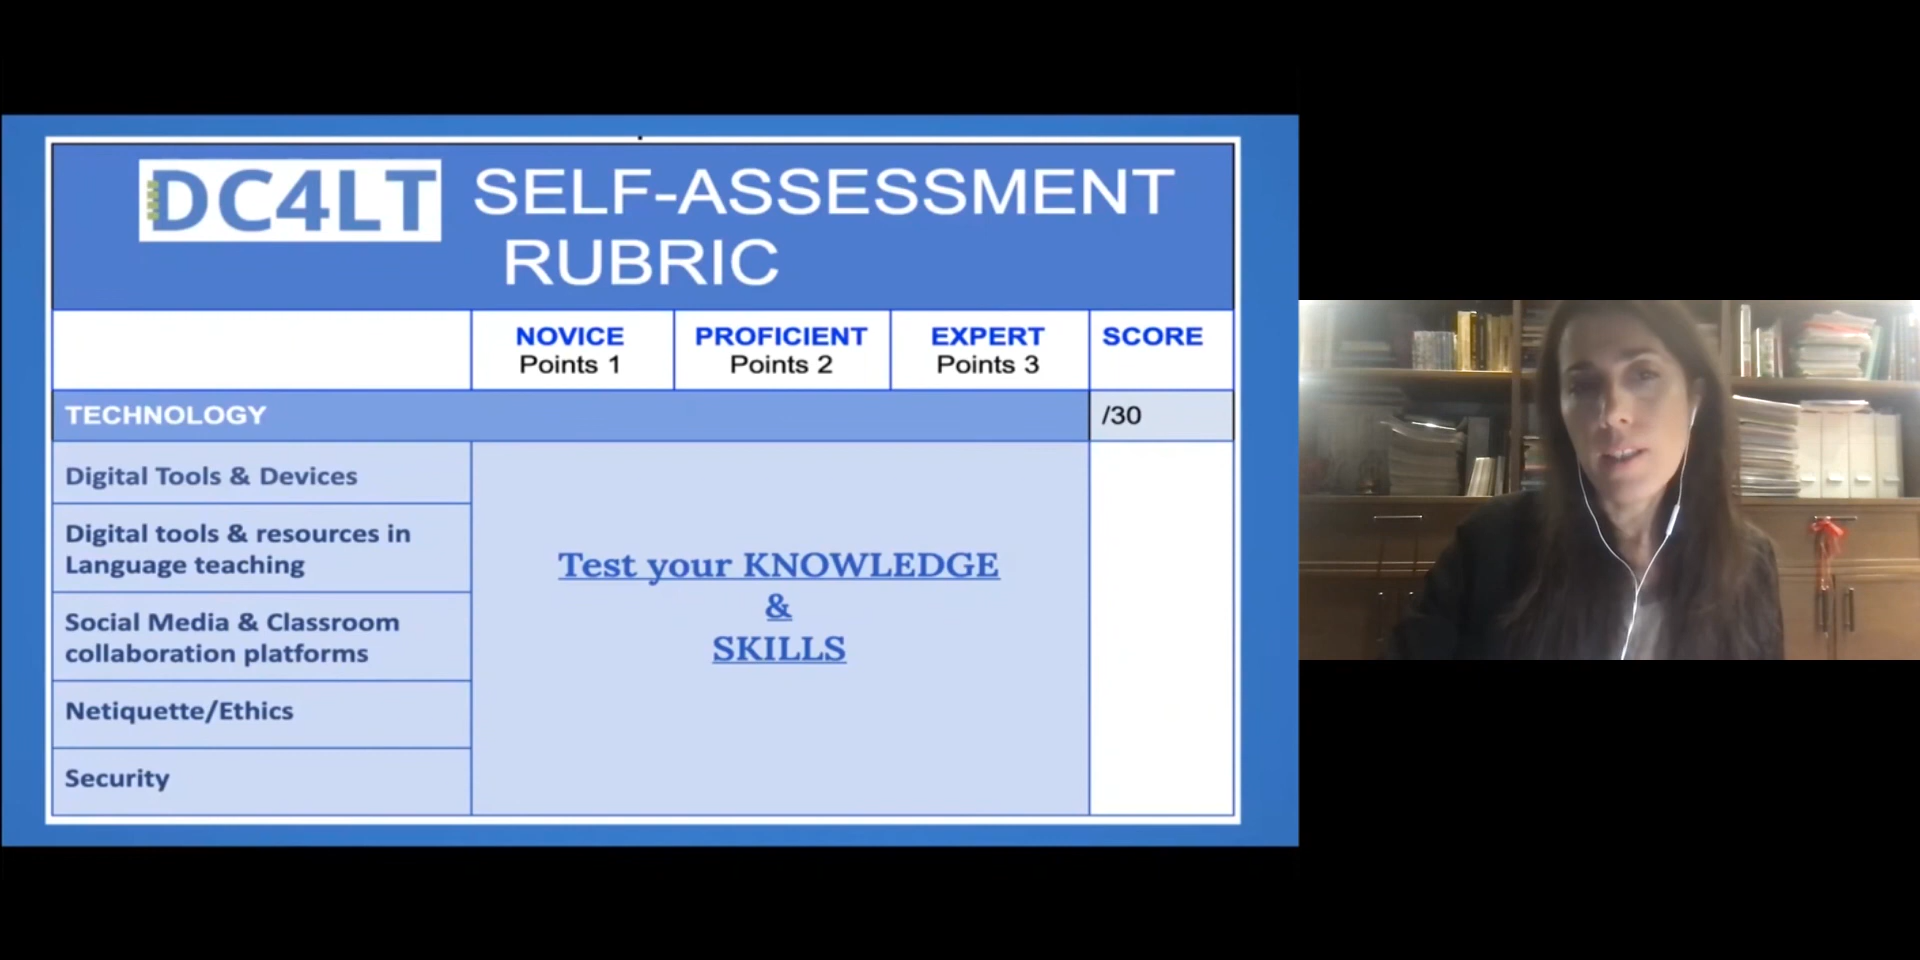 DC4LT SELF-ASSESSMENT
RUBRIC
NOVICE
Points 1
PROFICIENT
Points 2
EXPERT
Points 3
SCORE
TECHNOLOGY
/30
Digital Tools & Devices
Digital tools & resources in
Language teaching
Social Media & Classroom
collaboration platforms
Netiquette/Ethics
Security
Test your KNOWLEDGE
&
SKILLS